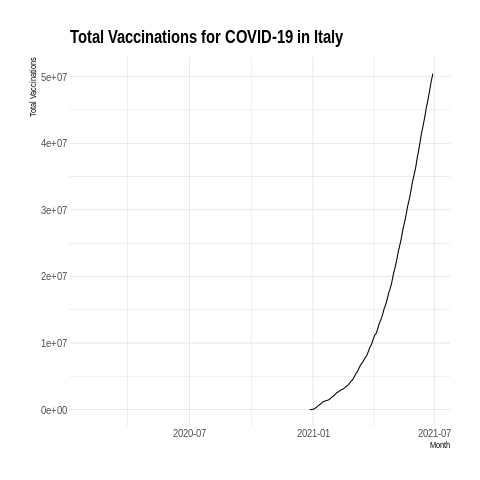 Total Vaccinations for COVID-19 in Italy
Total Vaccinations
5e+07
4e+07
3e+07
2e+07
1e+07
0e+00
2020-07
2021-01
2021-07
Month